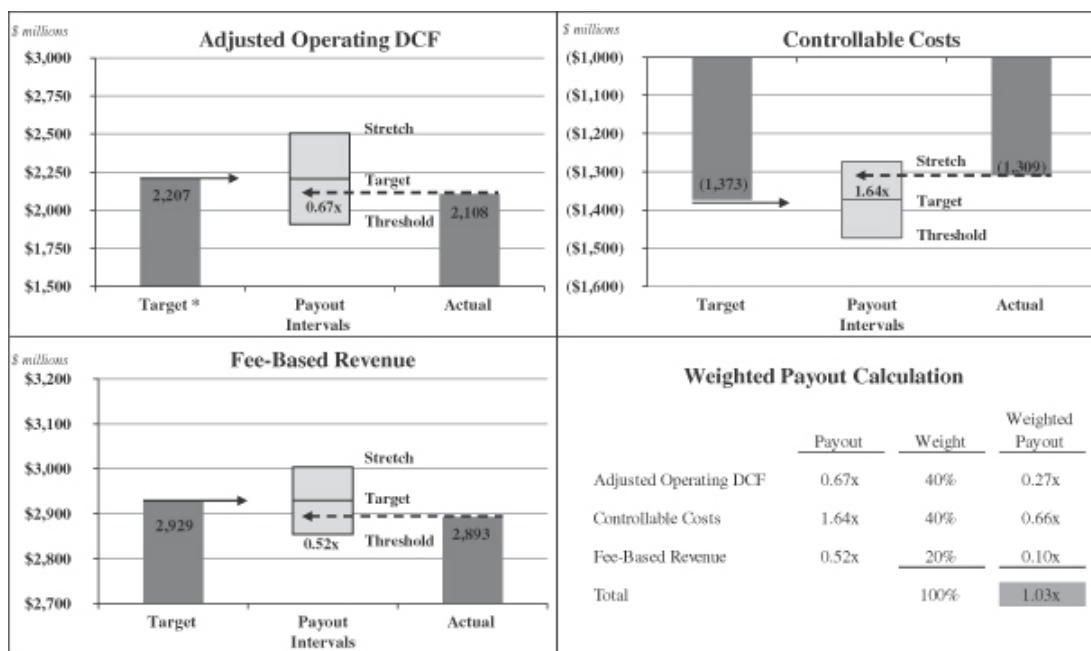 $ millions
Adjusted Operating DCF
$3,000
$2,750
$2,500
$2,250
$2,000
$1,750
$1,500
Stretch
Target
Threshold
2,207
0.67x
2,108
Target *
Payout
Intervals
Actual
$ millions
Controllable Costs
($1,000)
($1,100)
($1,200)
($1,300)
($1,400)
($1,500)
($1,600)
Stretch
Target
Threshold
(1,373)
1.64x
(1,309)
Target
Payout
Intervals
Actual
$ millions
Fee-Based Revenue
$3,200
$3,100
$3,000
$2,900
$2,800
$2,700
Stretch
Target
Threshold
2,929
0.52x
2,893
Target
Payout
Intervals
Actual
Weighted Payout Calculation
Weighted
Payout Weight Payout
Adjusted Operating DCF 0.67x 40% 0.27x
Controllable Costs 1.64x 40% 0.66x
Fee-Based Revenue 0.52x 20% 0.10x
Total 100% 1.03x